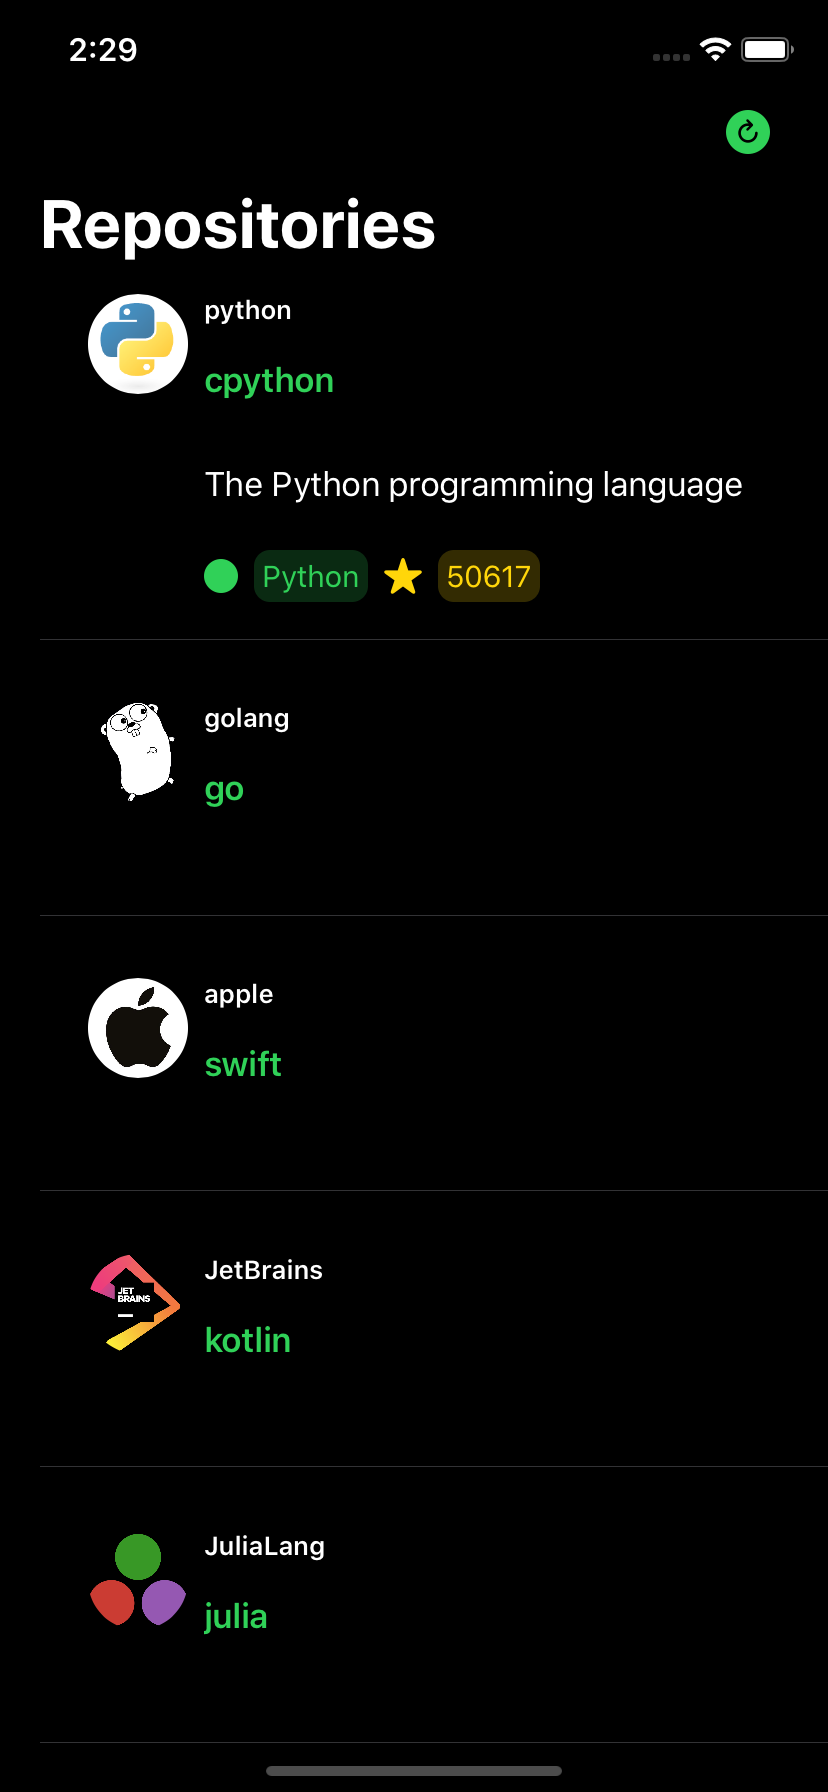 2:29
Repositories
python
cpython
The Python programming language
Python 50617
golang
go
apple
swift
JET
BRAINS
JetBrains
kotlin
JuliaLang
julia